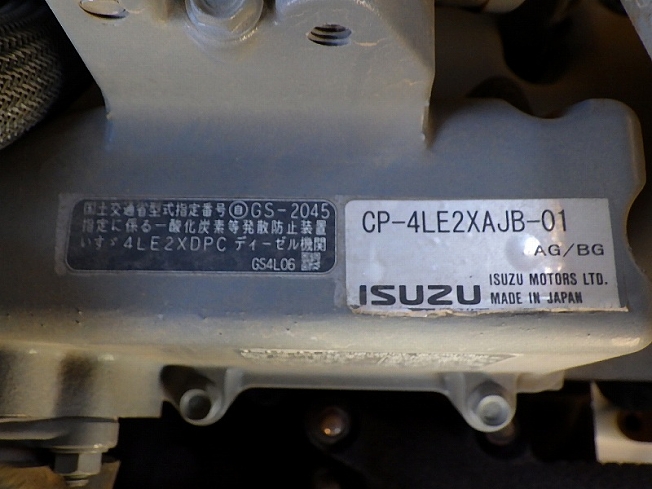 国土交通省型式指定番号ⒷGS-2045
指定に係る一酸化炭素等発散防止装置
いすゞ4LE2XDPC ディーゼル機関
GS4L06
CP-4LE2XAJB-01
AG/BG
ISUZU
ISUZU MOTORS LTD.
MADE IN JAPAN